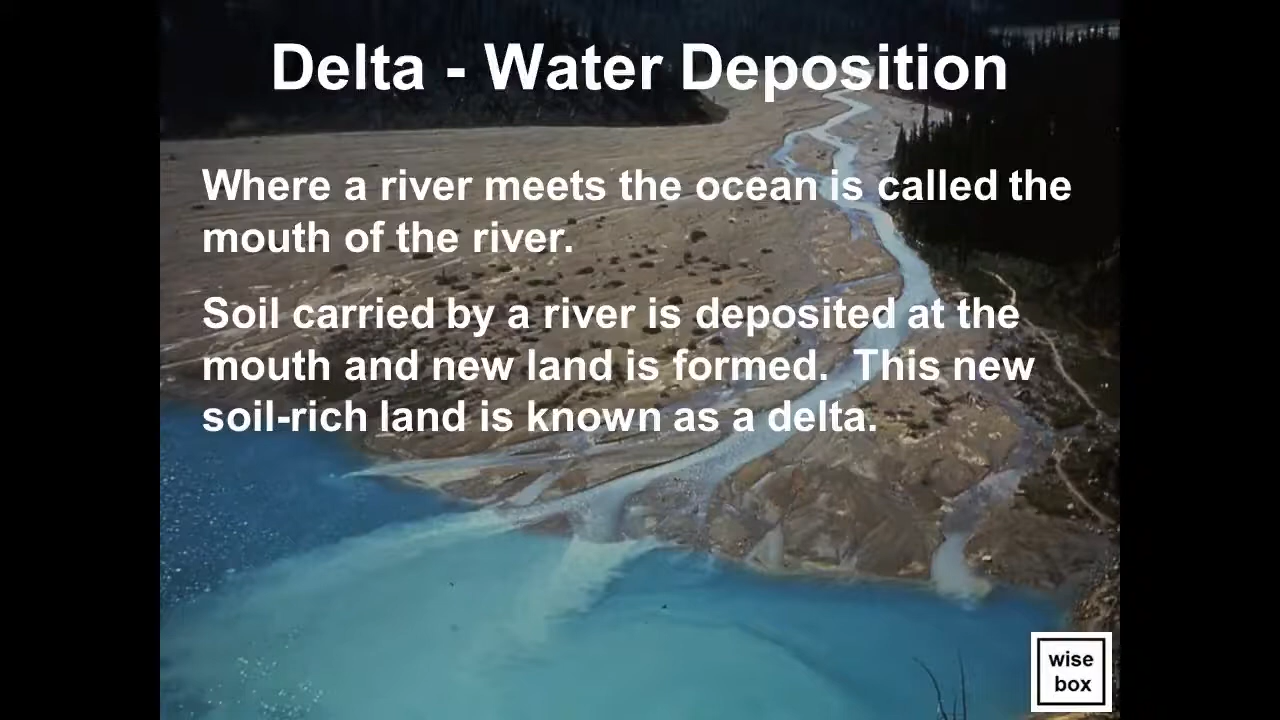 Delta - Water Deposition
Where a river meets the ocean is called the
mouth of the river.
Soil carried by a river is deposited at the
mouth and new land is formed.  This new
soil-rich land is known as a delta.
wise
box